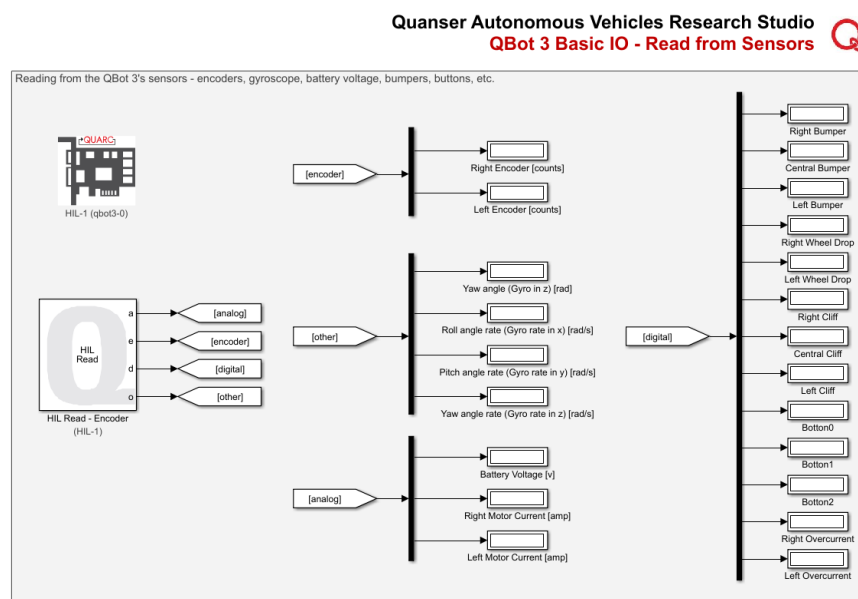 Quanser Autonomous Vehicles Research Studio
QBot 3 Basic IO - Read from Sensors
Reading from the QBot 3's sensors - encoders, gyroscope, battery voltage, bumpers, buttons, etc.
QUARC
HIL-1 (qbot3-0)
HIL
Read
a
e
d
o
HIL Read - Encoder
(HIL-1)
[analog]
[encoder]
[digital]
[other]
[encoder]
Right Encoder [counts]
Left Encoder [counts]
[other]
Yaw angle (Gyro in z) [rad]
Roll angle rate (Gyro rate in x) [rad/s]
Pitch angle rate (Gyro rate in y) [rad/s]
Yaw angle rate (Gyro rate in z) [rad/s]
[analog]
Battery Voltage [v]
Right Motor Current [amp]
Left Motor Current [amp]
[digital]
Right Bumper
Central Bumper
Left Bumper
Right Wheel Drop
Left Wheel Drop
Right Cliff
Central Cliff
Left Cliff
Botton0
Botton1
Botton2
Right Overcurrent
Left Overcurrent